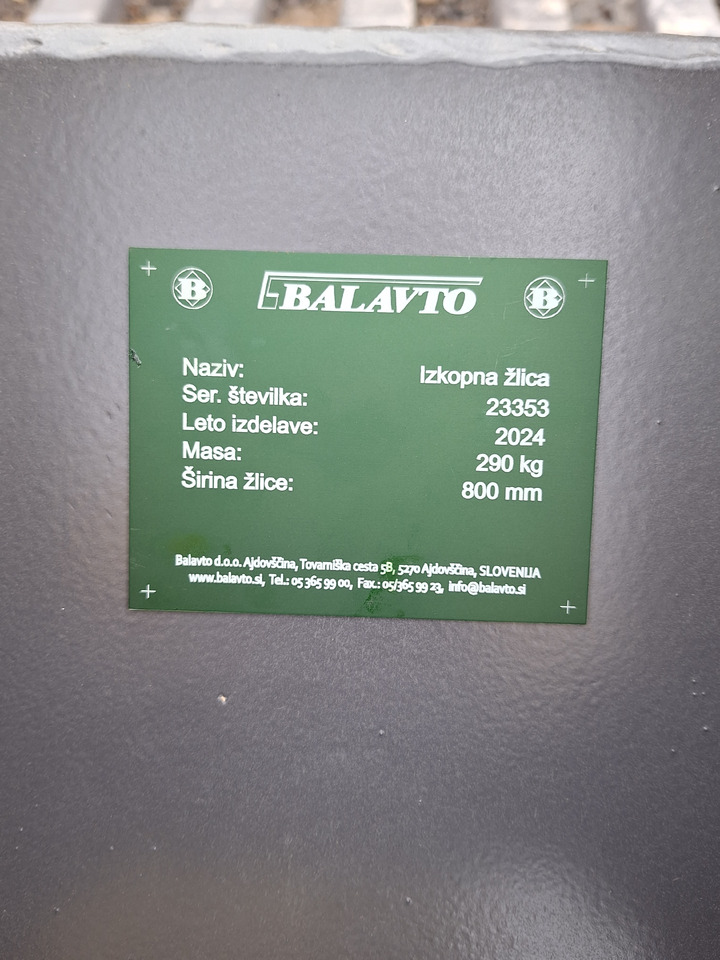 B BALAVTO B
Naziv: Izkopna žlica
Ser. številka: 23353
Leto izdelave: 2024
Masa: 290 kg
Širina žlice: 800 mm
Balavto d.o.o. Ajdovščina, Tovarniška cesta 5B, 5270 Ajdovščina, SLOVENIJA
www.balavto.si, Tel.: 05 365 99 00, Fax.: 05/365 99 23, info@balavto.si